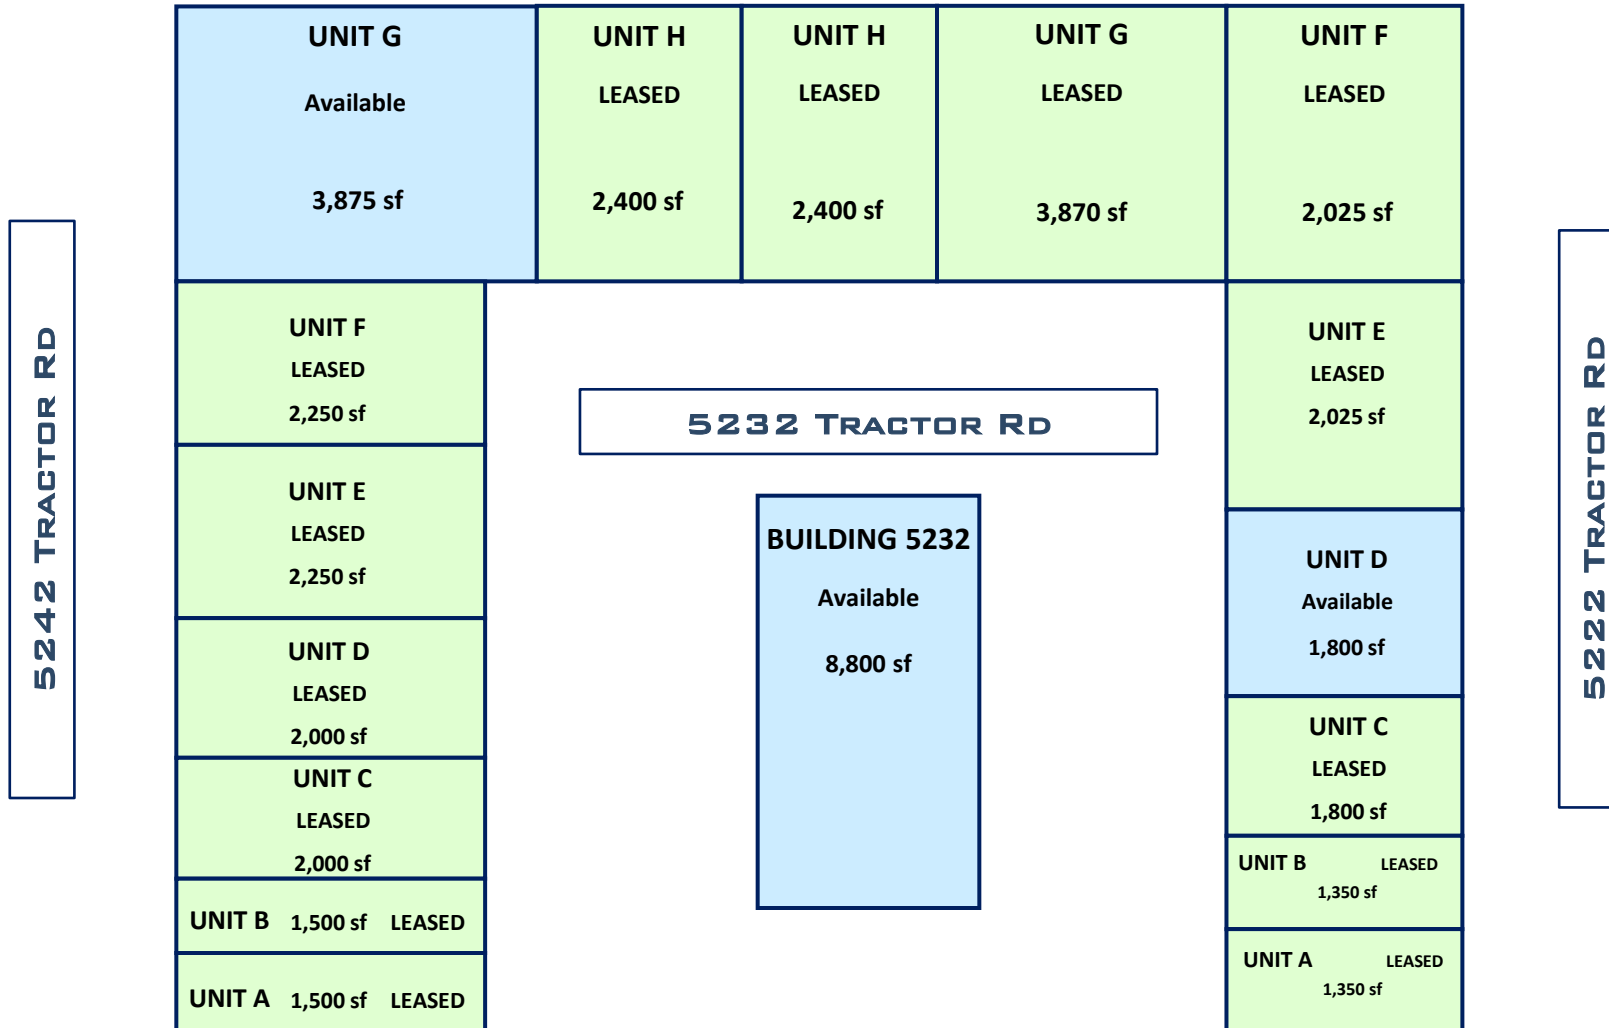 UNIT G
Available
3,875 sf
UNIT H
LEASED
2,400 sf
UNIT H
LEASED
2,400 sf
UNIT G
LEASED
3,870 sf
UNIT F
LEASED
2,025 sf
5242 TRACTOR RD
UNIT F
LEASED
2,250 sf
UNIT E
LEASED
2,250 sf
UNIT D
LEASED
2,000 sf
UNIT C
LEASED
2,000 sf
UNIT B 1,500 sf LEASED
UNIT A 1,500 sf LEASED
5232 TRACTOR RD
BUILDING 5232
Available
8,800 sf
UNIT E
LEASED
2,025 sf
UNIT D
Available
1,800 sf
UNIT C
LEASED
1,800 sf
UNIT B LEASED
1,350 sf
UNIT A LEASED
1,350 sf
5222 TRACTOR RD